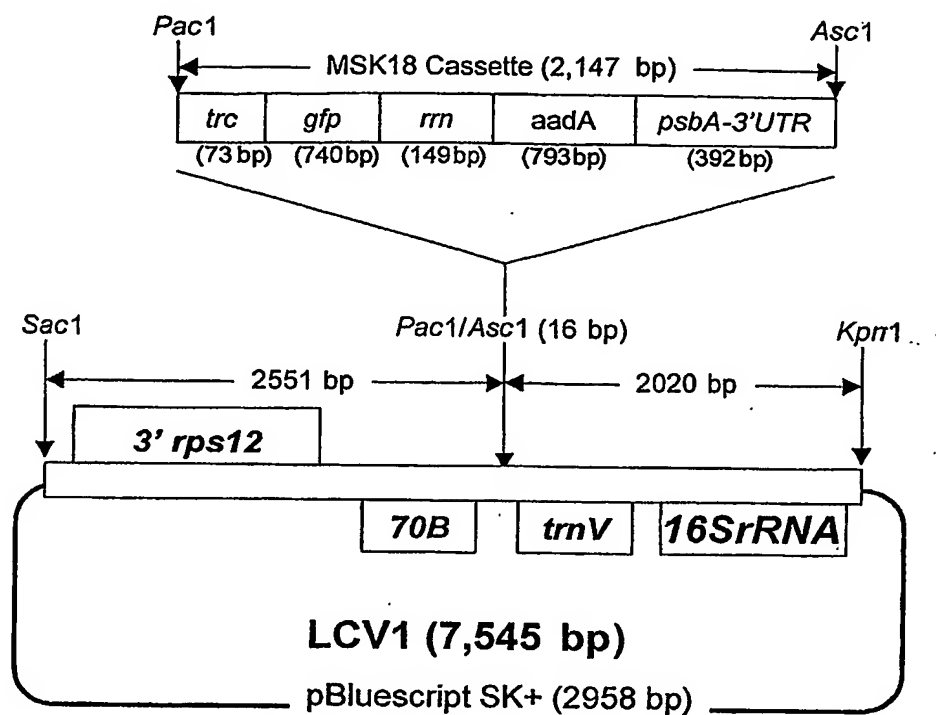 Pac1
Asc1
MSK18 Cassette (2,147 bp)
trc gfp rrn aadA psbA-3'UTR
(73bp) (740bp) (149bp) (793bp) (392bp)
Sac1
Pac1/Asc1 (16 bp)
Kpn1
2551 bp
2020 bp
3' rps12
70B trnV 16SrRNA
LCV1 (7,545 bp)
pBluescript SK+ (2958 bp)